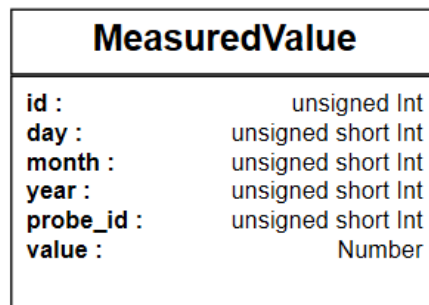 MeasuredValue
id : unsigned Int
day : unsigned short Int
month : unsigned short Int
year : unsigned short Int
probe_id : unsigned short Int
value : Number